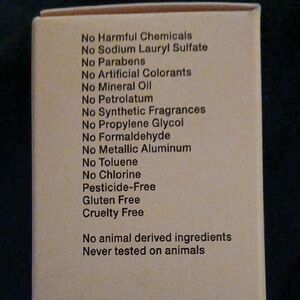 No Harmful Chemicals
No Sodium Lauryl Sulfate
No Parabens
No Artificial Colorants
No Mineral Oil
No Petrolatum
No Synthetic Fragrances
No Propylene Glycol
No Formaldehyde
No Metallic Aluminum
No Toluene
No Chlorine
Pesticide-Free
Gluten Free
Cruelty Free
No animal derived ingredients
Never tested on animals